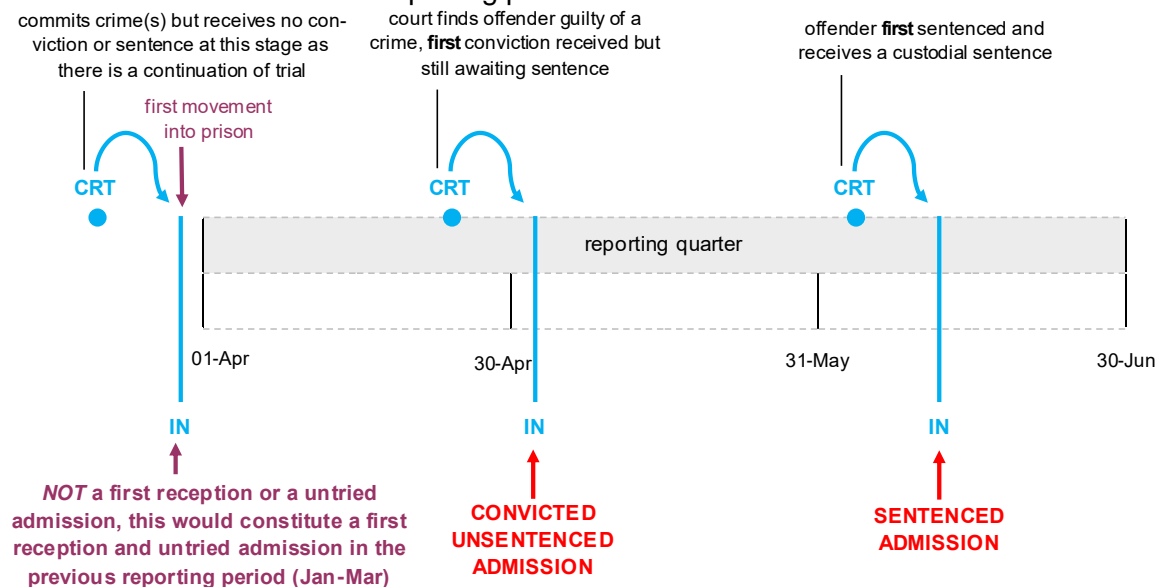 commits crime(s) but receives no con-
viction or sentence at this stage as
there is a continuation of trial
first movement
into prison
court finds offender guilty of a
crime, first conviction received but
still awaiting sentence
offender first sentenced and
receives a custodial sentence
CRT
CRT
CRT
reporting quarter
01-Apr
30-Apr
31-May
30-Jun
IN
IN
IN
NOT a first reception or a untried
admission, this would constitute a first
reception and untried admission in the
previous reporting period (Jan-Mar)
CONVICTED
UNSENTENCED
ADMISSION
SENTENCED
ADMISSION